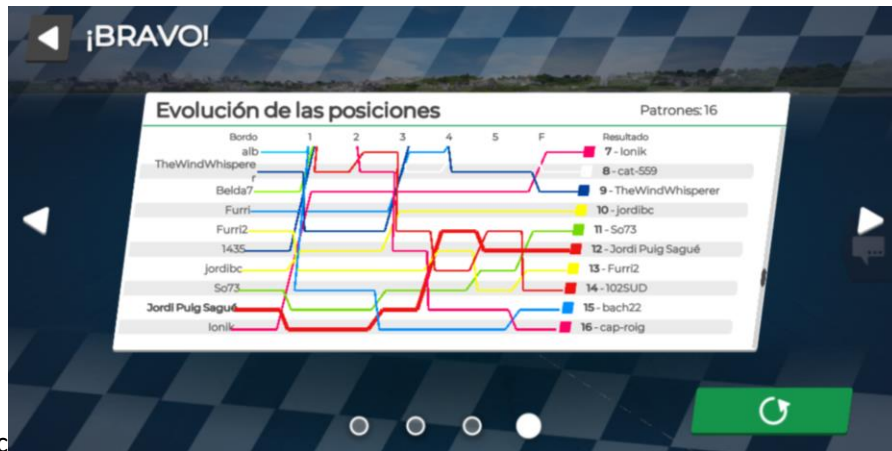 ¡BRAVO!
Evolución de las posiciones
Patrones: 16
Bordo 1 2 3 4 5 F Resultado
alb 7 - Ionik
TheWindWhispere
r 8 - cat-559
Belda7 9 - TheWindWhisperer
Furri 10 - jordibc
Furri2 11 - So73
1435 12 - Jordi Puig Sagué
jordibc 13 - Furri2
So73 14 - 102SUD
Jordi Puig Sagué 15 - bach22
Ionik 16 - cap-roig